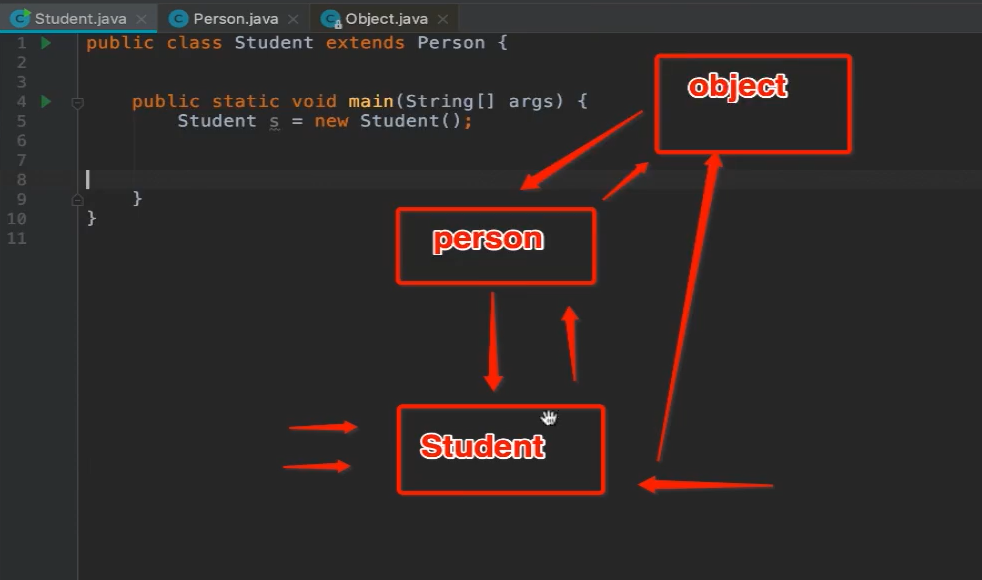 Student.java Person.java Object.java
1 public class Student extends Person {
2
3
4 public static void main(String[] args) {
5 Student s = new Student();
6
7
8
9 }
10 }
11
object
person
Student